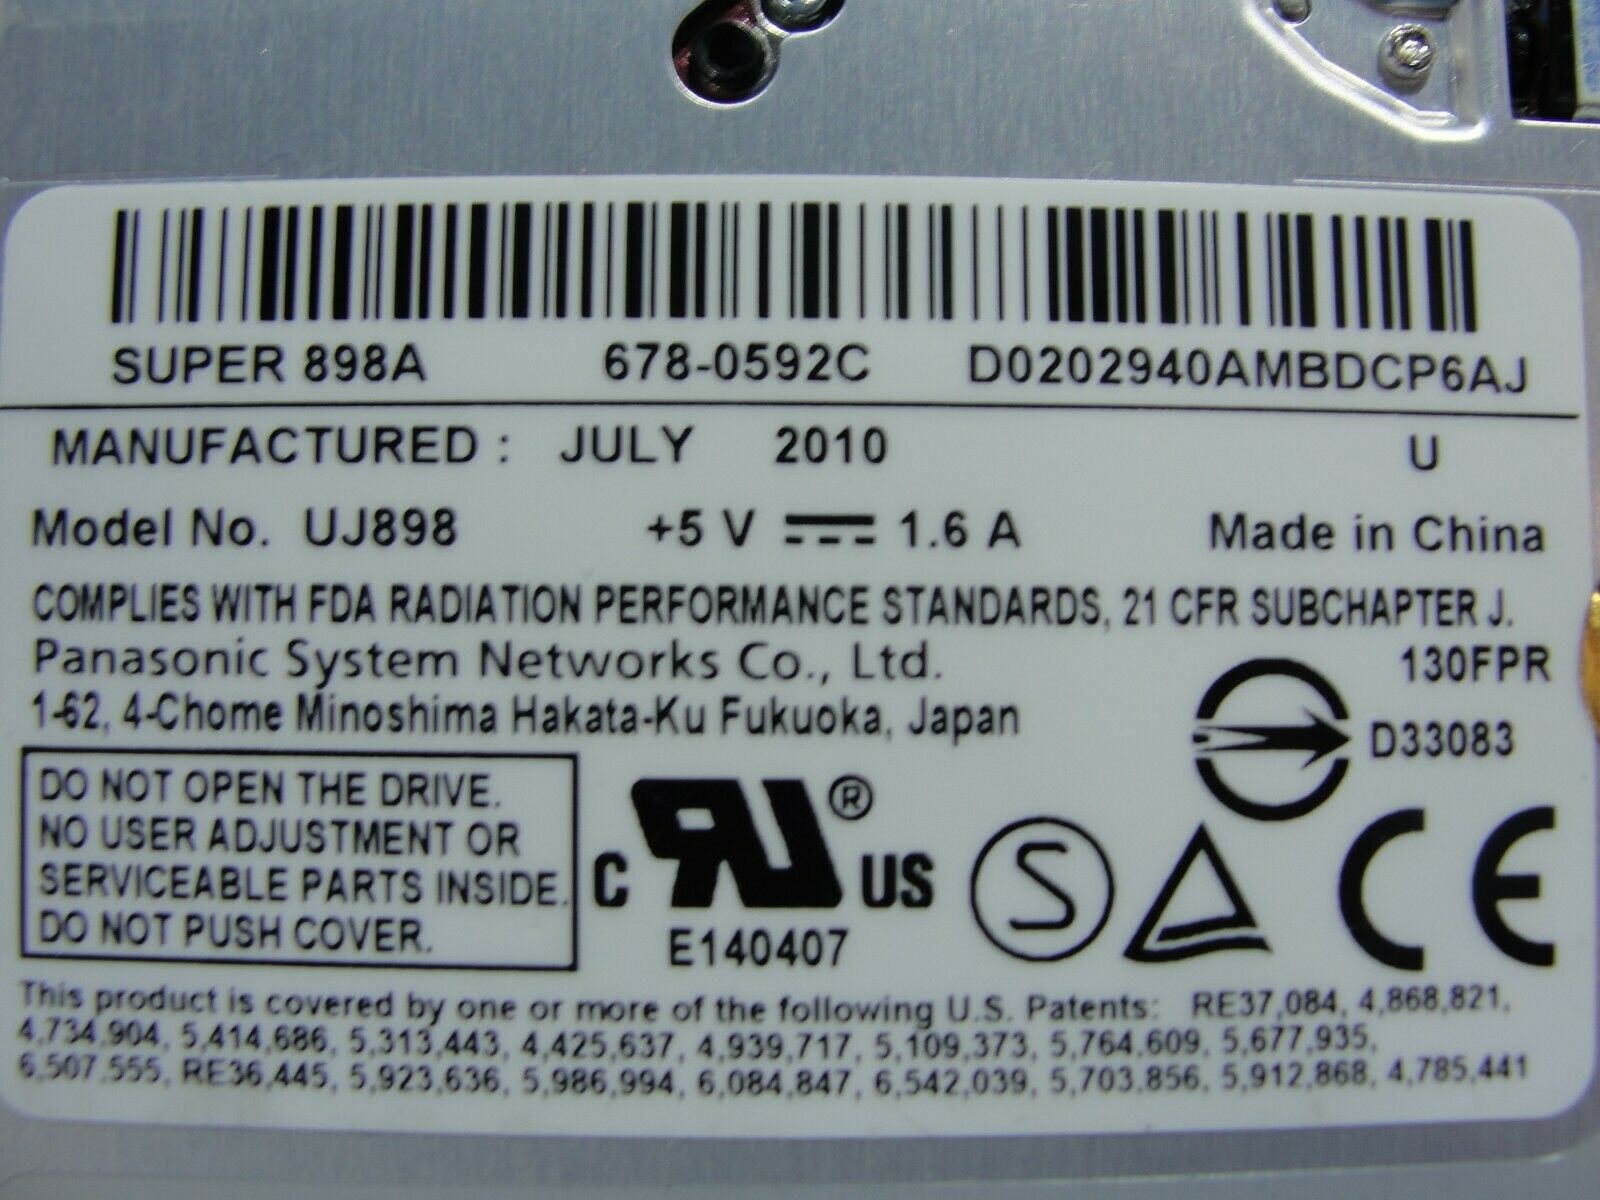 SUPER 898A 678-0592C D0202940AMBDCP6AJ
MANUFACTURED : JULY 2010 U
Model No. UJ898 +5 V 1.6 A Made in China
COMPLIES WITH FDA RADIATION PERFORMANCE STANDARDS, 21 CFR SUBCHAPTER J.
Panasonic System Networks Co., Ltd.
130FPR
1-62, 4-Chome Minoshima Hakata-Ku Fukuoka, Japan
D33083
DO NOT OPEN THE DRIVE.
NO USER ADJUSTMENT OR
SERVICEABLE PARTS INSIDE.
DO NOT PUSH COVER.
C RU ® US
E140407
S
CE
This product is covered by one or more of the following U.S. Patents: RE37,084, 4,868,821,
4,734,904, 5,414,686, 5,313,443, 4,425,637, 4,939,717, 5,109,373, 5,764,609, 5,677,935,
6,507,555, RE36,445, 5,923,636, 5,986,994, 6,084,847, 6,542,039, 5,703,856, 5,912,868, 4,785,441